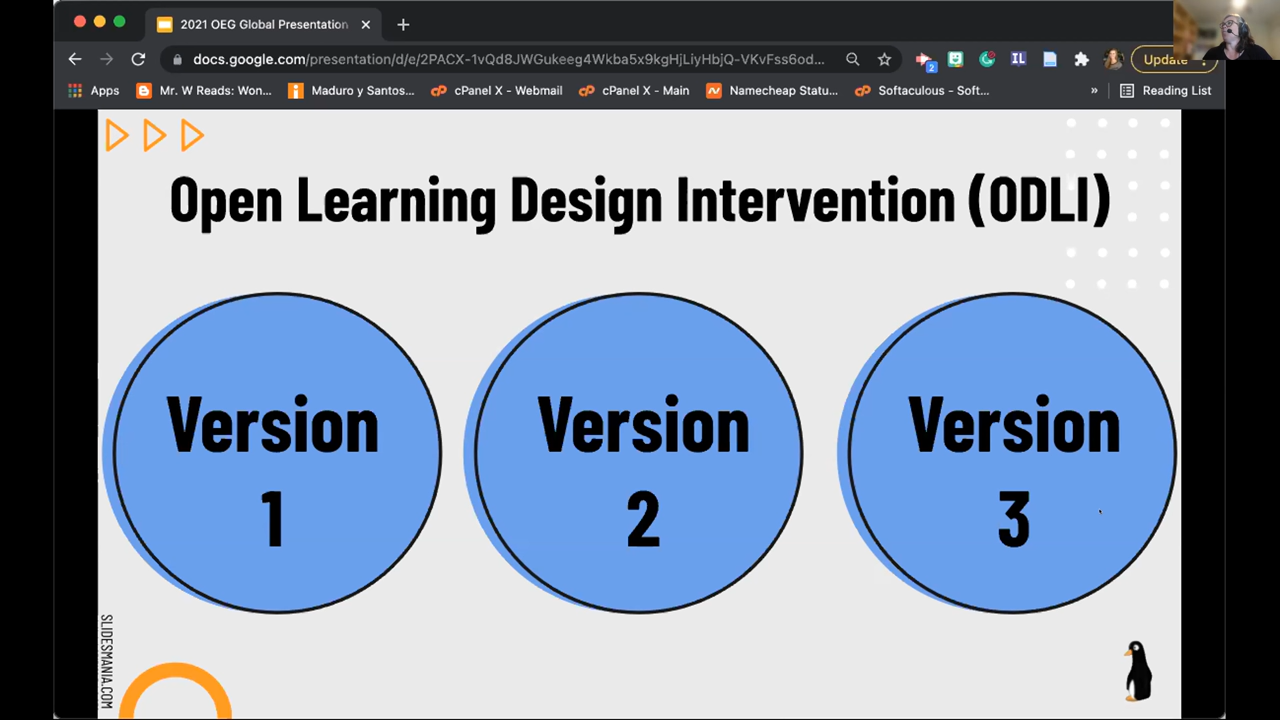 2021 OEG Global Presentation
docs.google.com/presentation/d/e/2PACX-1vQd8JWGukeeg4Wkba5x9kgHjLiyHbjQ-VKvFss6od...
2
Update
Apps
Mr. W Reads: Won...
Maduro y Santos...
cPanel X - Webmail
cPanel X - Main
Namecheap Statu...
Softaculous - Soft...
»
Reading List
IL
Open Learning Design Intervention (ODLI)
Version
1
Version
2
Version
3
SLIDESMANIA.COM